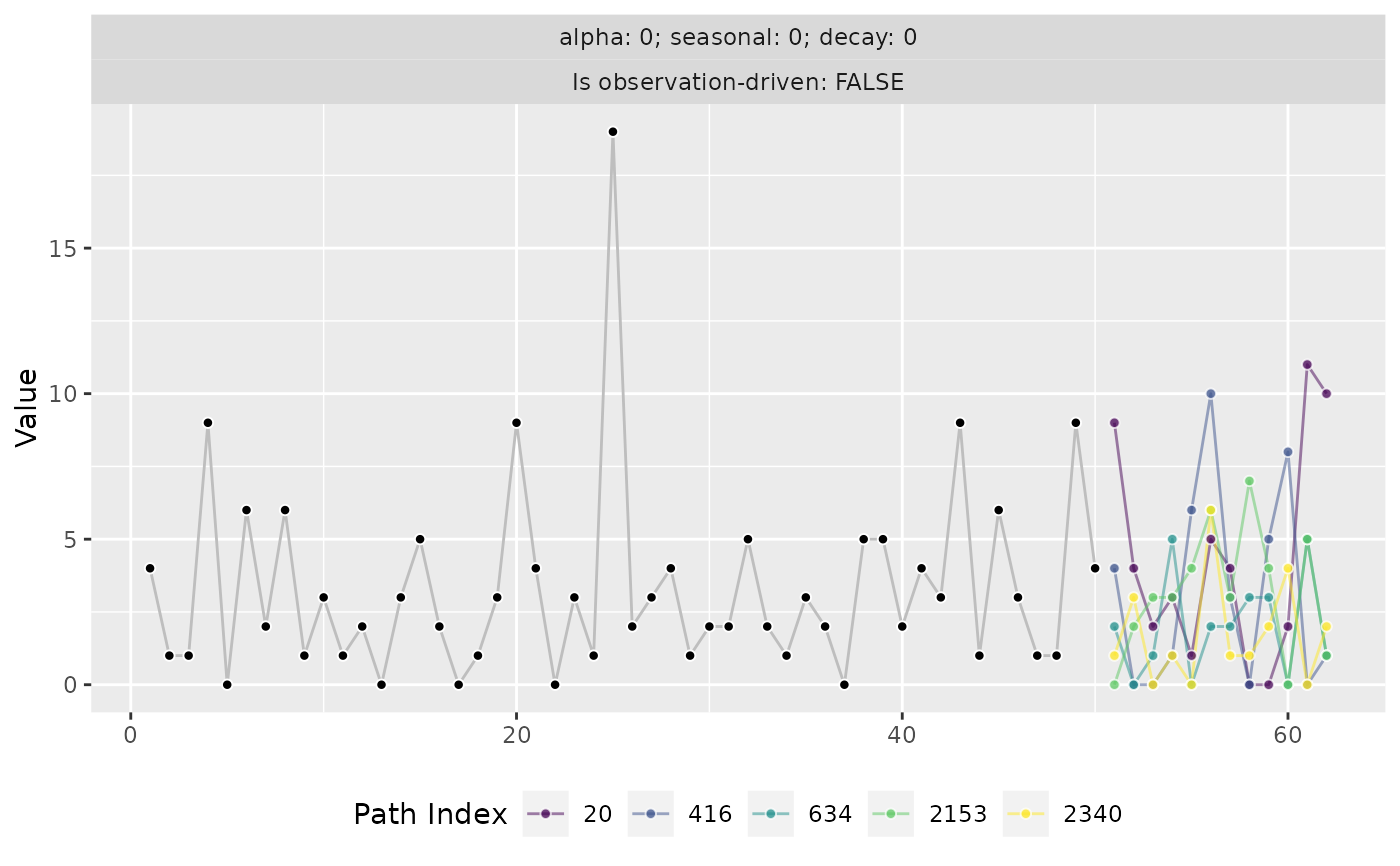 alpha: 0; seasonal: 0; decay: 0
Is observation-driven: FALSE
Value
15
10
5
0
0 20 40 60
Path Index 20 416 634 2153 2340